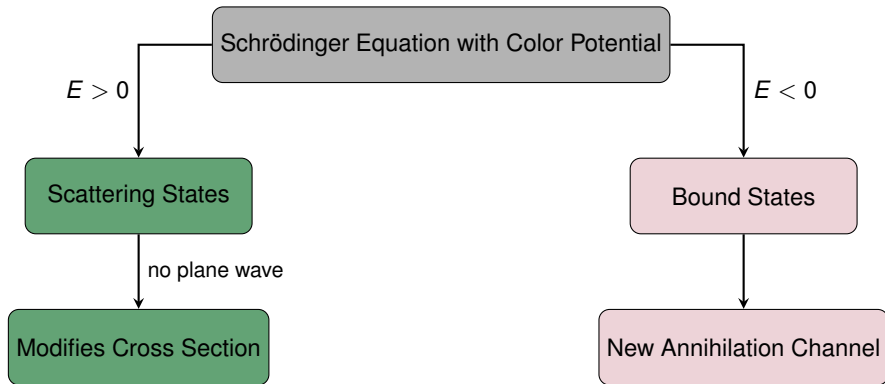 Schrödinger Equation with Color Potential
E > 0
E < 0
Scattering States
Bound States
no plane wave
Modifies Cross Section
New Annihilation Channel